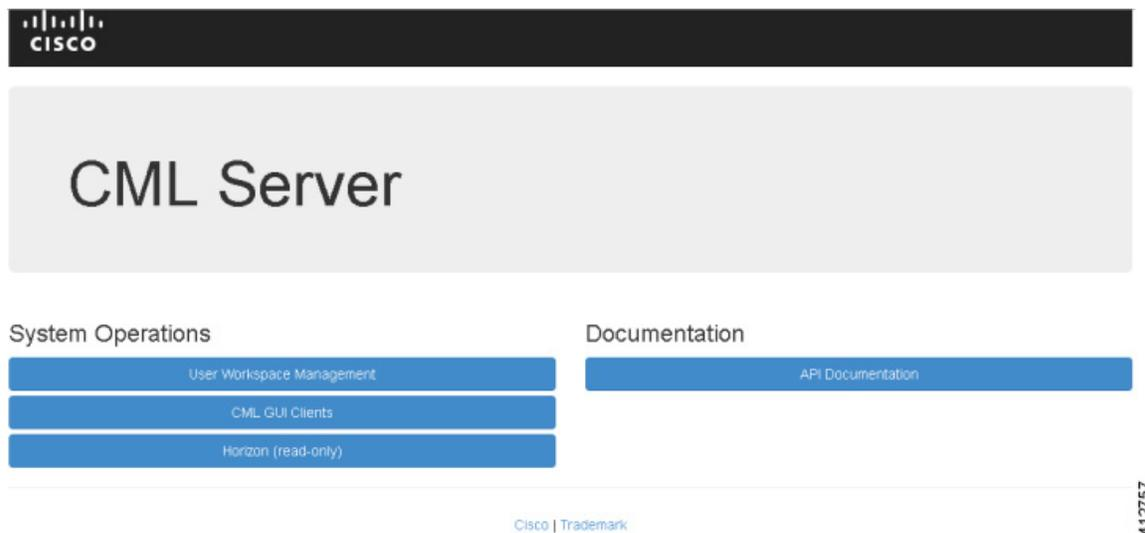 CISCO
CML Server
System Operations
User Workspace Management
CML GUI Clients
Horizon (read-only)
Documentation
API Documentation
Cisco | Trademark
412757